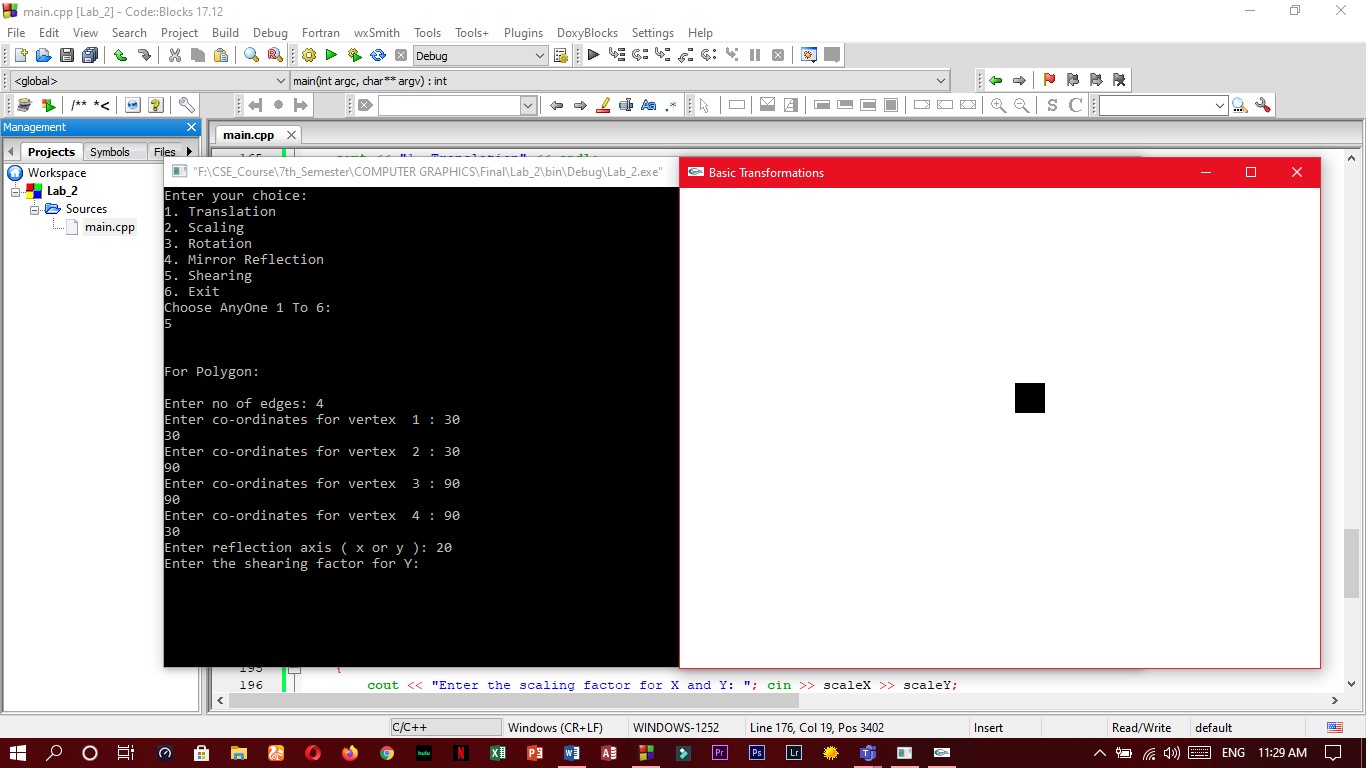 main.cpp [Lab_2] - Code::Blocks 17.12
File Edit View Search Project Build Debug Fortran wxSmith Tools Tools+ Plugins DoxyBlocks Settings Help
Debug
<global> main(int argc, char** argv) : int
/** *<
Aa .*
S C
Management
main.cpp
Projects Symbols Files
Workspace
Lab_2
Sources
main.cpp
"F:\CSE_Course\7th_Semester\COMPUTER GRAPHICS\Final\Lab_2\bin\Debug\Lab_2.exe"
Enter your choice:
1. Translation
2. Scaling
3. Rotation
4. Mirror Reflection
5. Shearing
6. Exit
Choose AnyOne 1 To 6:
5
For Polygon:
Enter no of edges: 4
Enter co-ordinates for vertex  1 : 30
30
Enter co-ordinates for vertex  2 : 30
90
Enter co-ordinates for vertex  3 : 90
90
Enter co-ordinates for vertex  4 : 90
30
Enter reflection axis ( x or y ): 20
Enter the shearing factor for Y:
Basic Transformations
195 {
196 cout << "Enter the scaling factor for X and Y: "; cin >> scaleX >> scaleY;
C/C++ Windows (CR+LF) WINDOWS-1252 Line 176, Col 19, Pos 3402 Insert Read/Write default
hulu N X P W A Pr Ps Lr T ENG 11:29 AM